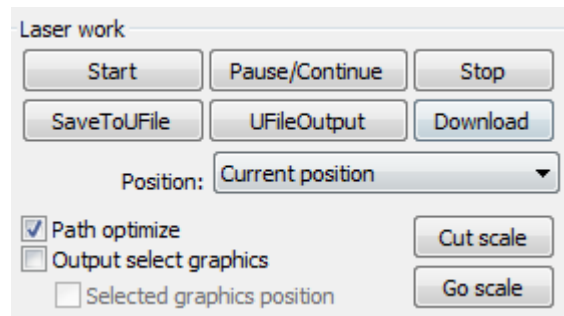 Laser work
Start Pause/Continue Stop
SaveToUFile UFileOutput Download
Position: Current position
Path optimize
Output select graphics
Cut scale
Selected graphics position
Go scale